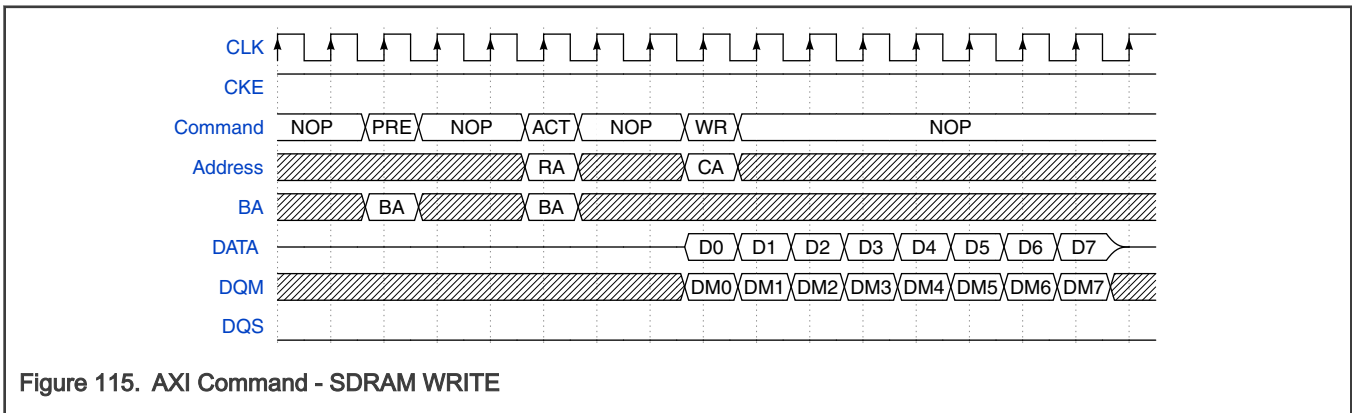 CLK
CKE
Command NOP PRE NOP ACT NOP WR NOP
Address RA CA
BA BA BA
DATA D0 D1 D2 D3 D4 D5 D6 D7
DQM DM0 DM1 DM2 DM3 DM4 DM5 DM6 DM7
DQS
Figure 115. AXI Command - SDRAM WRITE